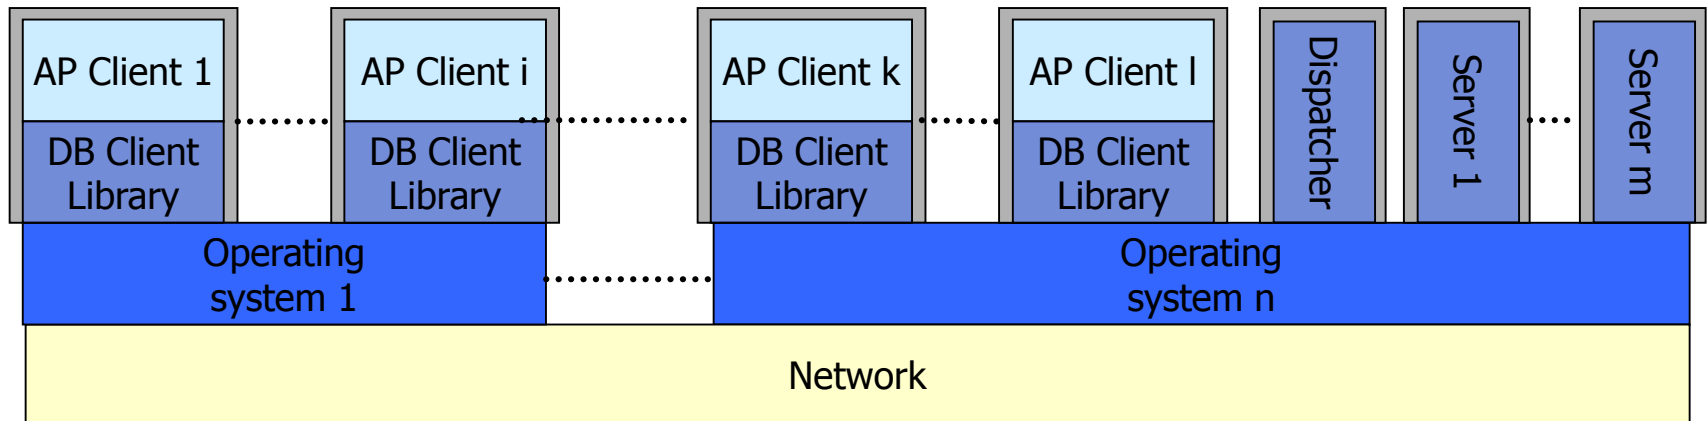 AP Client 1
DB Client
Library
AP Client i
DB Client
Library
AP Client k
DB Client
Library
AP Client l
DB Client
Library
Dispatcher
Server 1
Server m
Operating
system 1
Operating
system n
Network